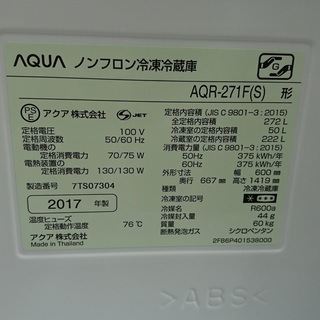 AQUA ノンフロン冷凍冷蔵庫
AQR-271F(S) 形
PS E
アクア株式会社
JET
定格電圧 100 V
定格周波数 50/60 Hz
電動機の
定格消費電力 70/75 W
電熱装置の
定格消費電力 130/130 W
製造番号 7TS07304
2017 年製
温度ヒューズ
定格動作温度 76℃
アクア株式会社
Made in Thailand
定格内容積 (JIS C 9801-3:2015)
全定格内容積 272 L
冷凍室の定格内容積 50 L
冷蔵室の定格内容積 222 L
消費電力量 (JIS C 9801-3:2015)
50Hz 375 kWh/年
60Hz 375 kWh/年
外形寸法 幅 600 mm
奥行 667 mm 高さ 1419 mm
種類 冷凍冷蔵庫
冷凍室の記号
冷媒 R600a
冷媒封入量 44 g
質量 60 kg
断熱発泡ガス シクロペンタン
2FB6P401538000
>ABS<